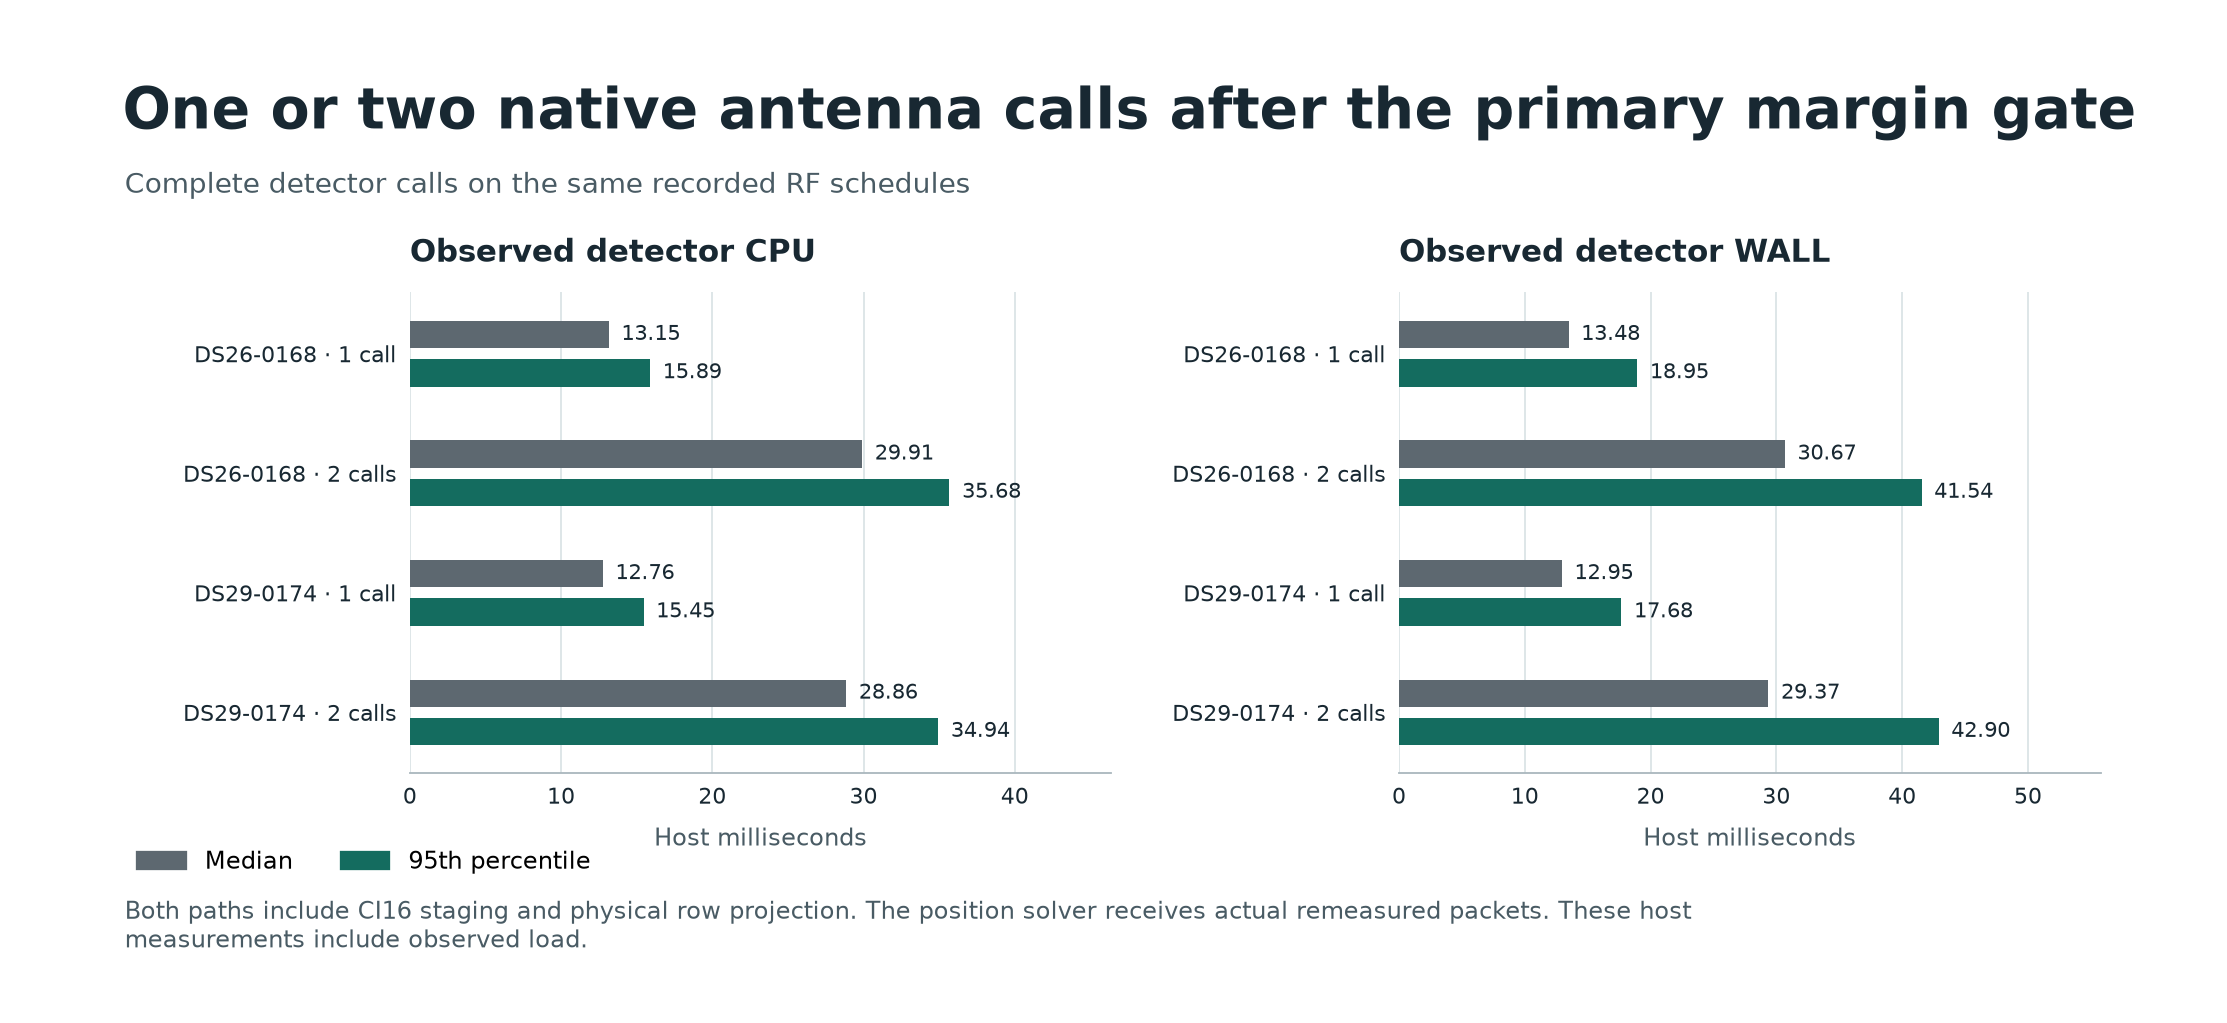 One or two native antenna calls after the primary margin gate
Complete detector calls on the same recorded RF schedules
Observed detector CPU
DS26-0168 · 1 call
13.15
15.89
DS26-0168 · 2 calls
29.91
35.68
DS29-0174 · 1 call
12.76
15.45
DS29-0174 · 2 calls
28.86
34.94
0 10 20 30 40
Host milliseconds
Observed detector WALL
DS26-0168 · 1 call
13.48
18.95
DS26-0168 · 2 calls
30.67
41.54
DS29-0174 · 1 call
12.95
17.68
DS29-0174 · 2 calls
29.37
42.90
0 10 20 30 40 50
Host milliseconds
Median 95th percentile
Both paths include CI16 staging and physical row projection. The position solver receives actual remeasured packets. These host
measurements include observed load.